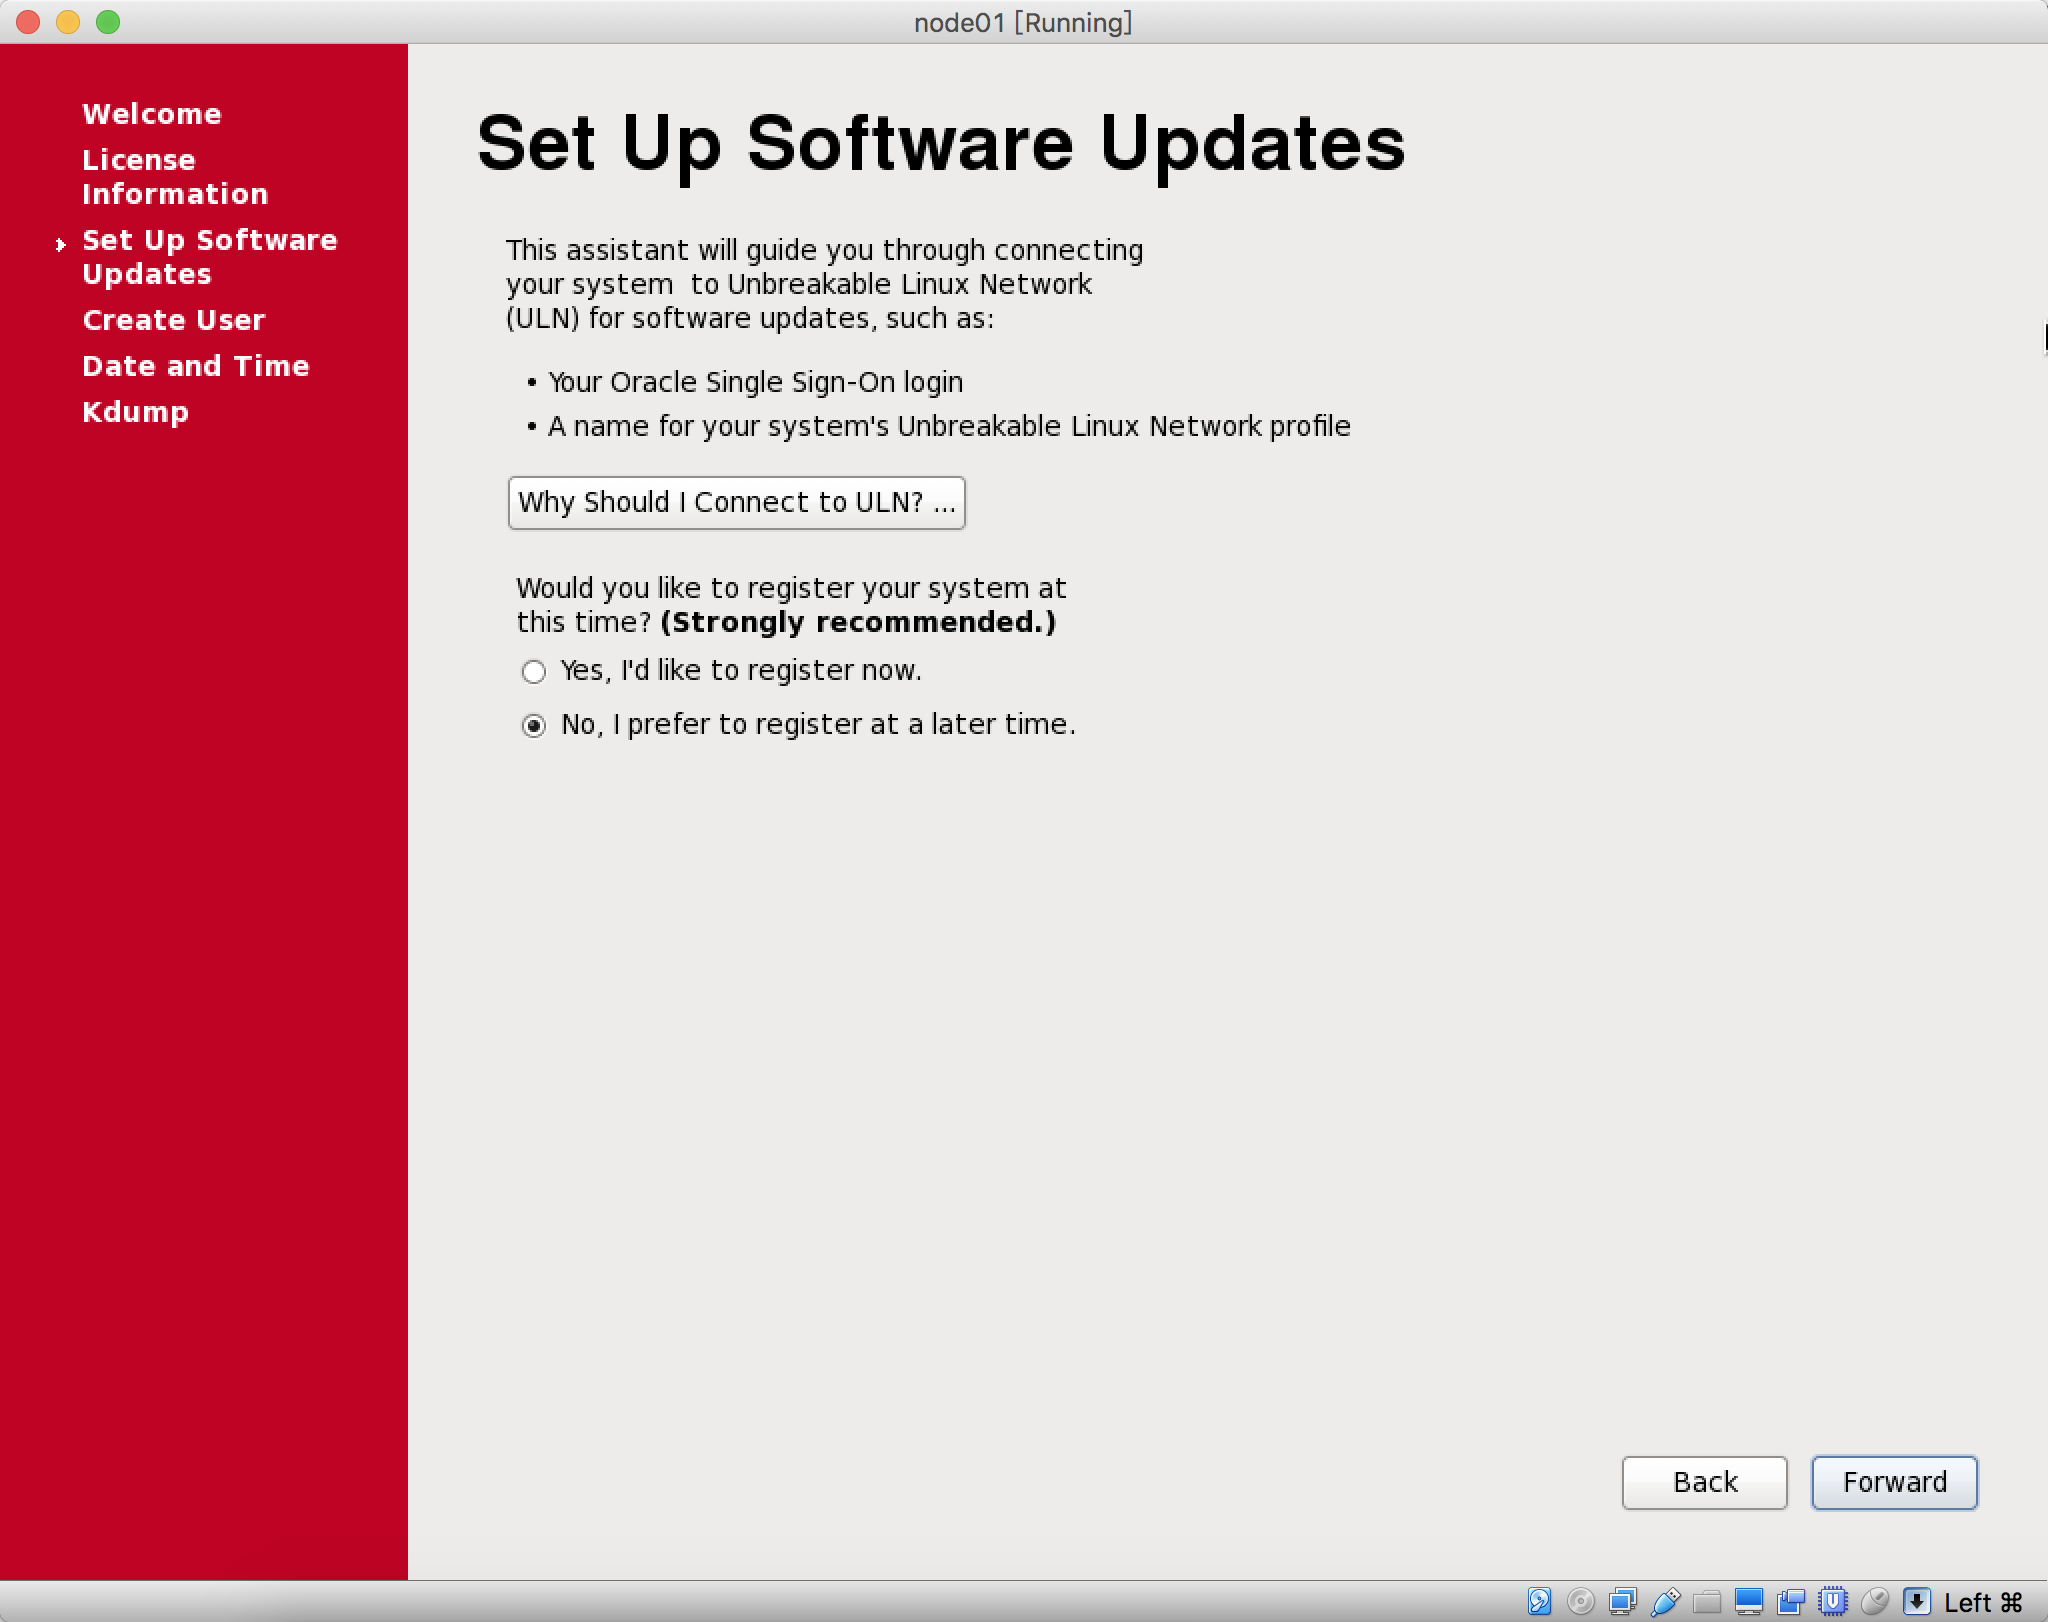 node01 [Running]
Welcome
License
Information
Set Up Software
Updates
Create User
Date and Time
Kdump
Set Up Software Updates
This assistant will guide you through connecting
your system  to Unbreakable Linux Network
(ULN) for software updates, such as:
• Your Oracle Single Sign-On login
• A name for your system's Unbreakable Linux Network profile
Why Should I Connect to ULN? ...
Would you like to register your system at
this time? (Strongly recommended.)
Yes, I'd like to register now.
No, I prefer to register at a later time.
Back Forward
Left ⌘